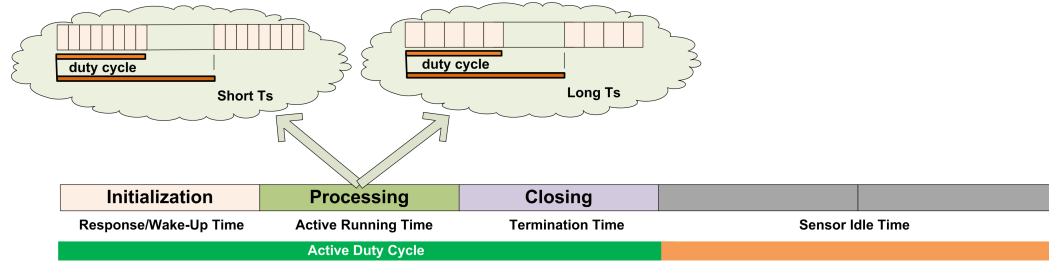 duty cycle
Short Ts
duty cycle
Long Ts
Initialization
Processing
Closing
Response/Wake-Up Time
Active Running Time
Termination Time
Sensor Idle Time
Active Duty Cycle